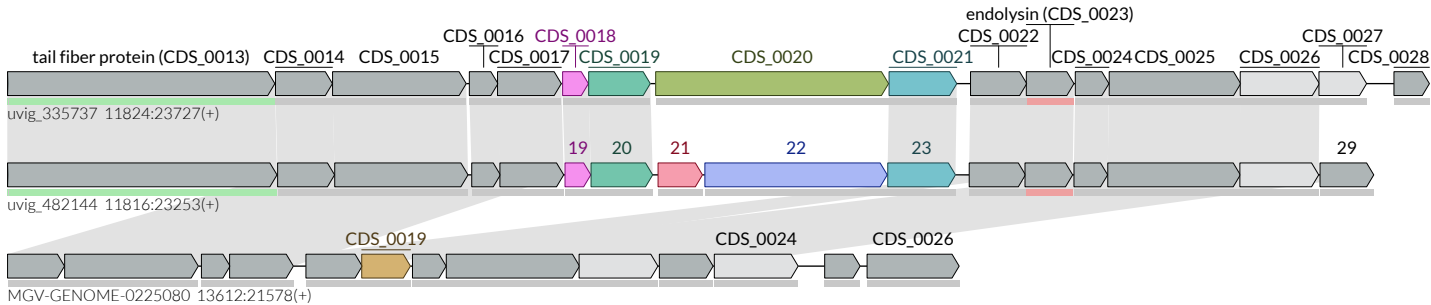 endolysin (CDS_0023)
CDS_0016 CDS_0018 CDS_0022 CDS_0027
tail fiber protein (CDS_0013) CDS_0014 CDS_0015 CDS_0017 CDS_0019 CDS_0020 CDS_0021 CDS_0024 CDS_0025 CDS_0026 CDS_0028
uvig_335737 11824:23727(+)
19 20 21 22 23 29
uvig_482144 11816:23253(+)
CDS_0019 CDS_0024 CDS_0026
MGV-GENOME-0225080 13612:21578(+)